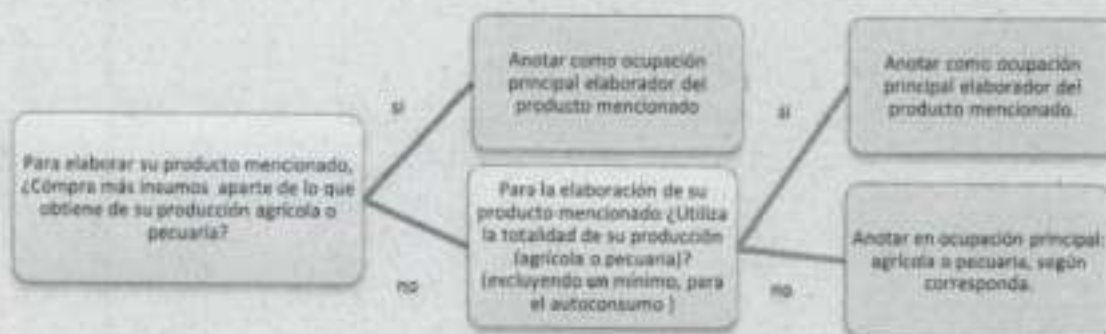 Para elaborar su producto mencionado,
¿Compra más insumos aparte de lo que
obtiene de su producción agrícola o
pecuaria?
si
no
Anotar como ocupación
principal elaborador del
producto mencionado
Para la elaboración de su
producto mencionado ¿Utiliza
la totalidad de su producción
(agrícola o pecuaria)?
(incluyendo un mínimo, para
el autoconsumo )
si
no
Anotar como ocupación
principal elaborador del
producto mencionado.
Anotar en ocupación principal:
agrícola o pecuaria, según
corresponda.